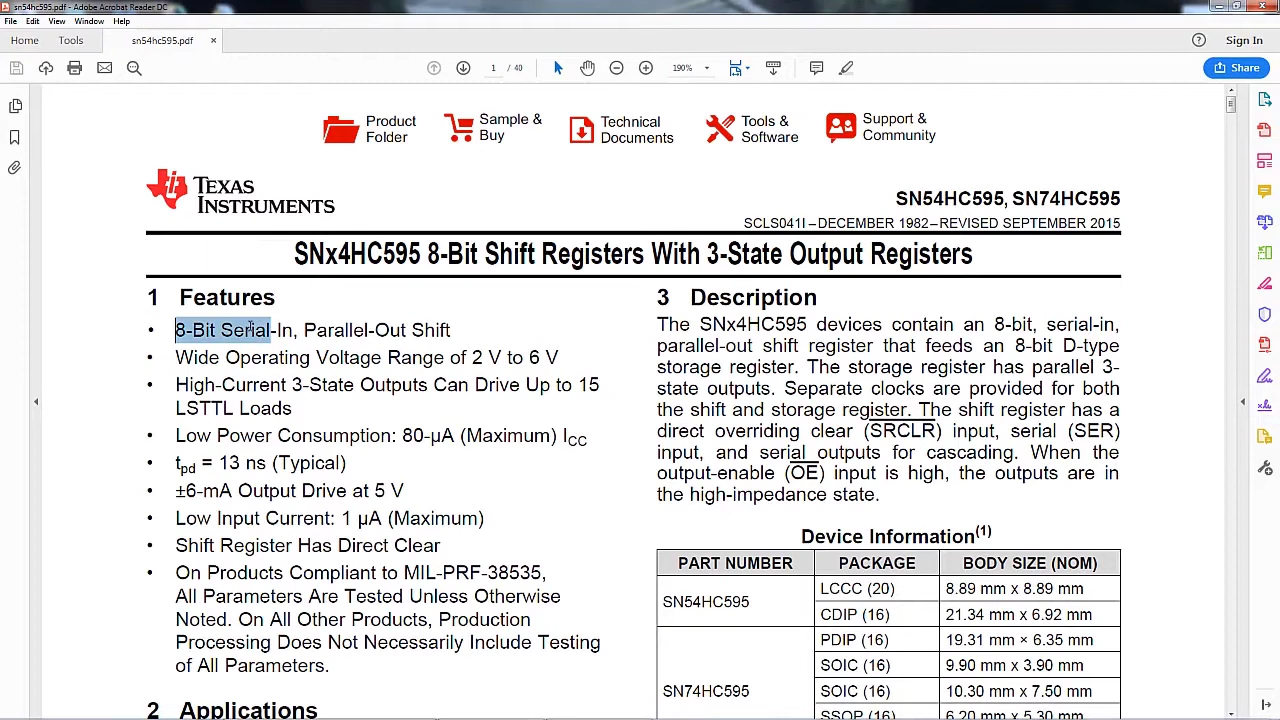 sn54hc595.pdf - Adobe Acrobat Reader DC
File Edit View Window Help
Home Tools sn54hc595.pdf × Sign In
1 / 40 190% Share
Product Folder
Sample & Buy
Technical Documents
Tools & Software
Support & Community
TEXAS INSTRUMENTS
SN54HC595, SN74HC595
SCLS041I – DECEMBER 1982 – REVISED SEPTEMBER 2015
SNx4HC595 8-Bit Shift Registers With 3-State Output Registers
1 Features
• 8-Bit Serial-In, Parallel-Out Shift
• Wide Operating Voltage Range of 2 V to 6 V
• High-Current 3-State Outputs Can Drive Up to 15
LSTTL Loads
• Low Power Consumption: 80-μA (Maximum) ICC
• tpd = 13 ns (Typical)
• ±6-mA Output Drive at 5 V
• Low Input Current: 1 μA (Maximum)
• Shift Register Has Direct Clear
• On Products Compliant to MIL-PRF-38535,
All Parameters Are Tested Unless Otherwise
Noted. On All Other Products, Production
Processing Does Not Necessarily Include Testing
of All Parameters.
2 Applications
3 Description
The SNx4HC595 devices contain an 8-bit, serial-in,
parallel-out shift register that feeds an 8-bit D-type
storage register. The storage register has parallel 3-
state outputs. Separate clocks are provided for both
the shift and storage register. The shift register has a
direct overriding clear (SRCLR) input, serial (SER)
input, and serial outputs for cascading. When the
output-enable (OE) input is high, the outputs are in
the high-impedance state.
Device Information(1)
PART NUMBER PACKAGE BODY SIZE (NOM)
SN54HC595 LCCC (20) 8.89 mm x 8.89 mm
CDIP (16) 21.34 mm x 6.92 mm
SN74HC595 PDIP (16) 19.31 mm × 6.35 mm
SOIC (16) 9.90 mm x 3.90 mm
SOIC (16) 10.30 mm x 7.50 mm
SSOP (16) 6.20 mm x 5.30 mm